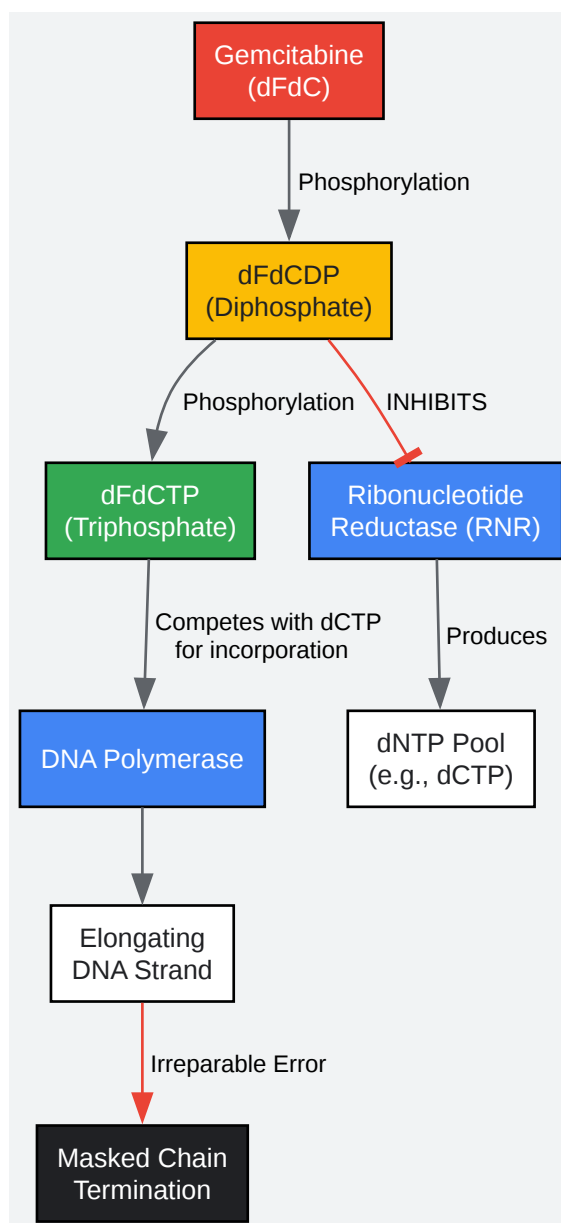 Gemcitabine
(dFdC)
Phosphorylation
dFdCDP
(Diphosphate)
Phosphorylation
INHIBITS
dFdCTP
(Triphosphate)
Ribonucleotide
Reductase (RNR)
Competes with dCTP
for incorporation
Produces
DNA Polymerase
dNTP Pool
(e.g., dCTP)
Elongating
DNA Strand
Irreparable Error
Masked Chain
Termination